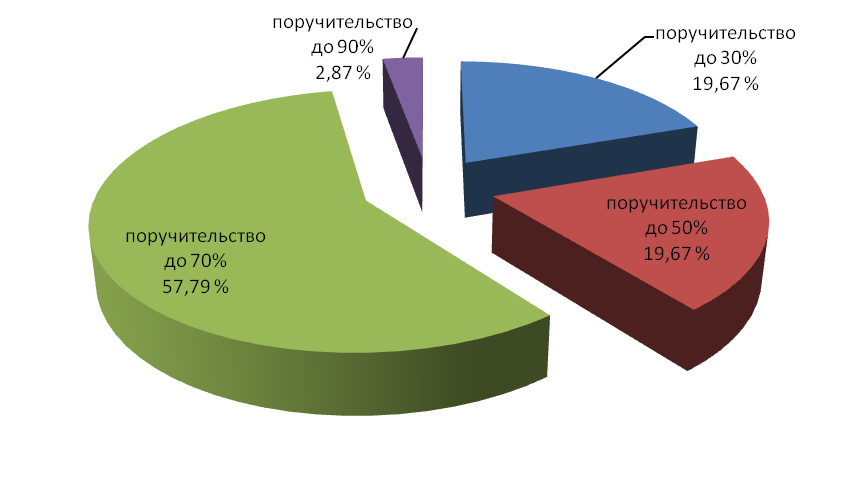 поручительство
до 90%
2,87 %
поручительство
до 30%
19,67 %
поручительство
до 50%
19,67 %
поручительство
до 70%
57,79 %